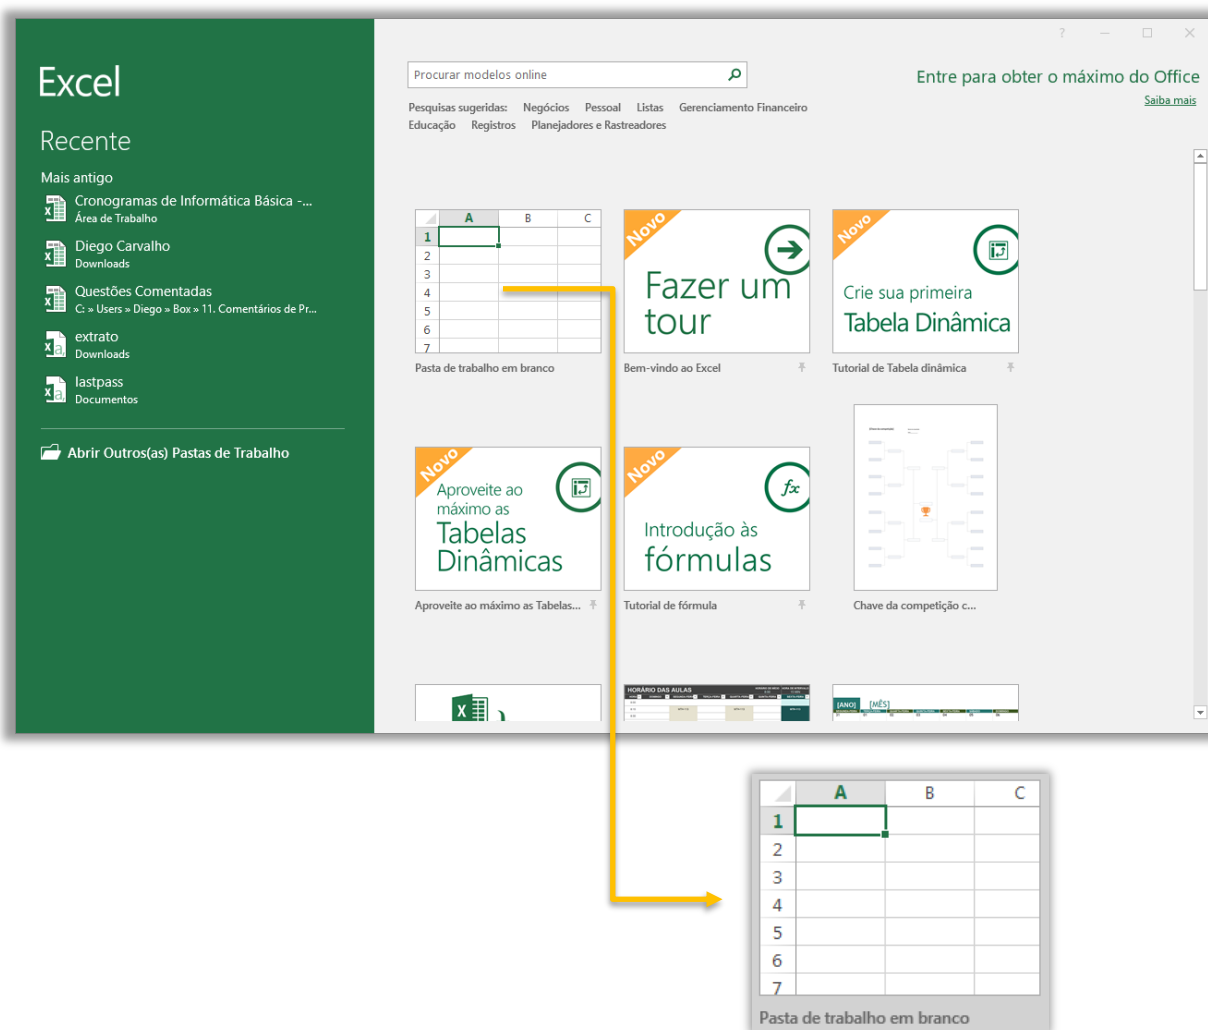 Excel
Recente
Mais antigo
Cronogramas de Informática Básica -...
Área de Trabalho
Diego Carvalho
Downloads
Questões Comentadas
C: » Users » Diego » Box » 11. Comentários de Pr...
extrato
Downloads
lastpass
Documentos
Abrir Outros(as) Pastas de Trabalho
?
Procurar modelos online
Entre para obter o máximo do Office
Saiba mais
Pesquisas sugeridas: Negócios Pessoal Listas Gerenciamento Financeiro
Educação Registros Planejadores e Rastreadores
A B C
1
2
3
4
5
6
7
Pasta de trabalho em branco
Novo
Fazer um
tour
Bem-vindo ao Excel
Novo
Crie sua primeira
Tabela Dinâmica
Tutorial de Tabela dinâmica
Novo
Aproveite ao
máximo as
Tabelas
Dinâmicas
Aproveite ao máximo as Tabelas...
Novo
fx
Introdução às
fórmulas
Tutorial de fórmula
Chave da competição c...
X
HORÁRIO DAS AULAS
[ANO] [MÊS]
A B C
1
2
3
4
5
6
7
Pasta de trabalho em branco